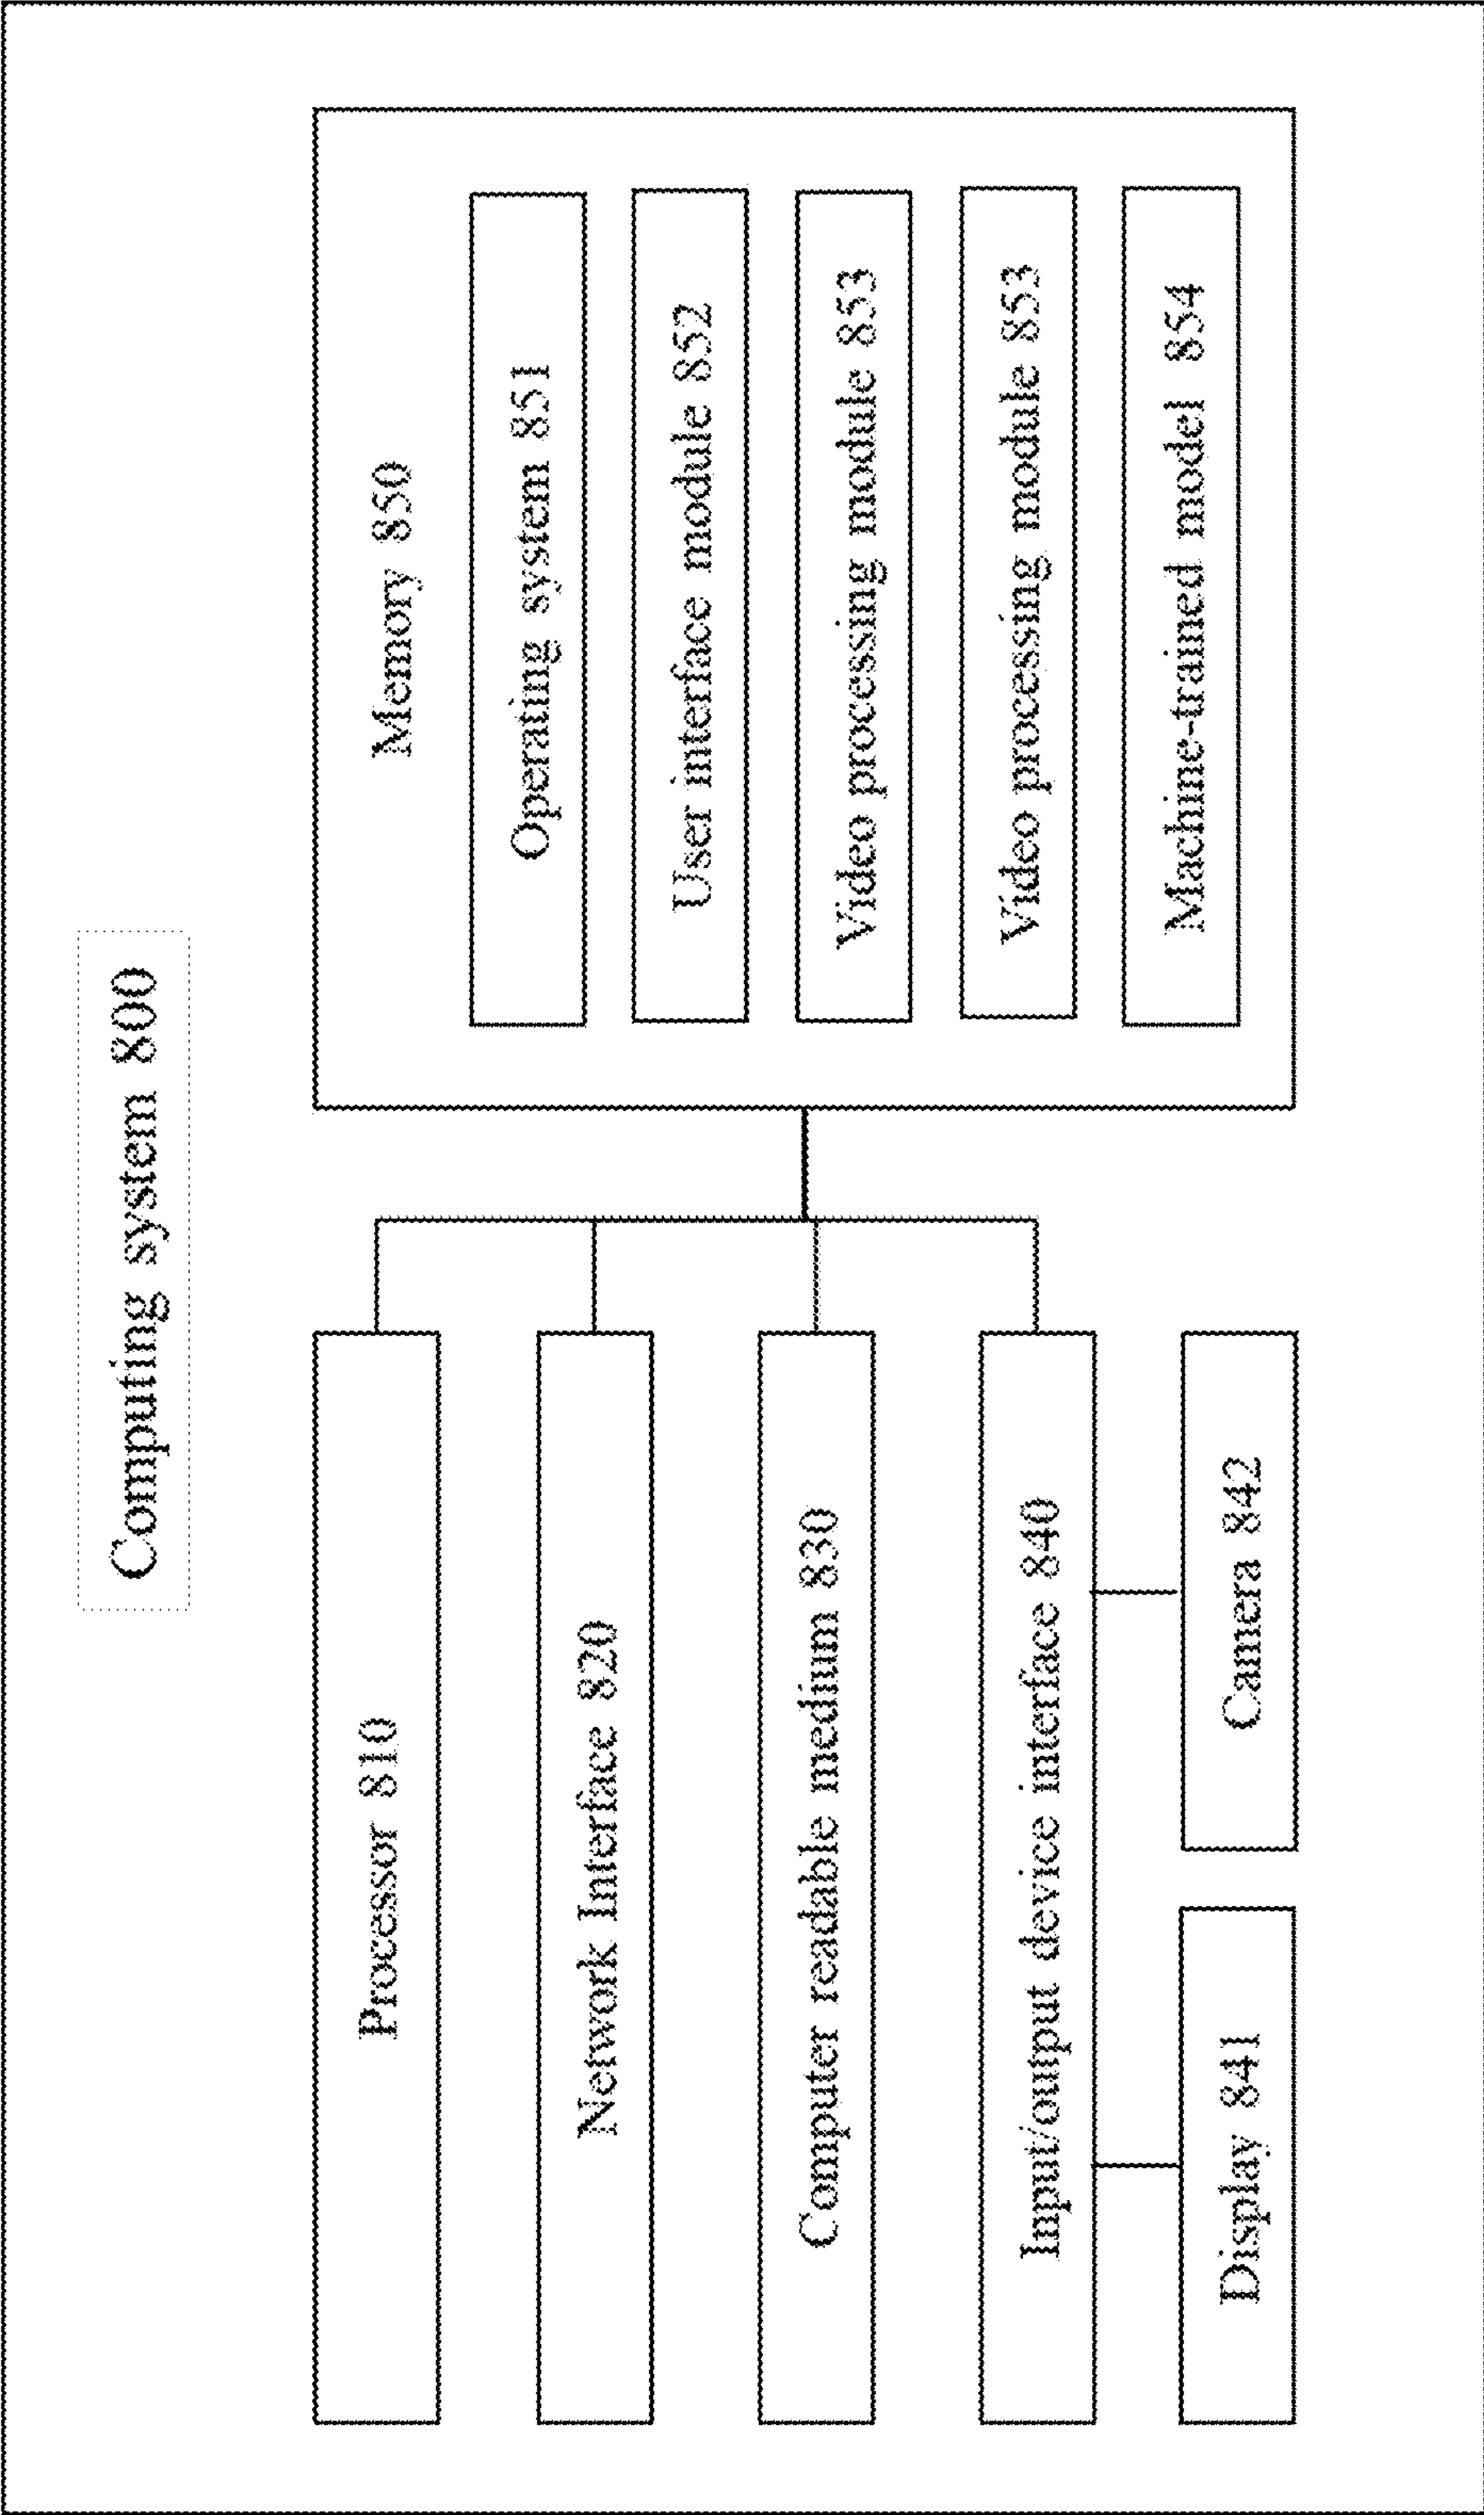 Computing system 800
Processor 810
Network Interface 820
Computer readable medium 830
Input/output device interface 840
Display 841
Camera 842
Memory 850
Operating system 851
User interface module 852
Video processing module 853
Video processing module 853
Machine-trained model 854